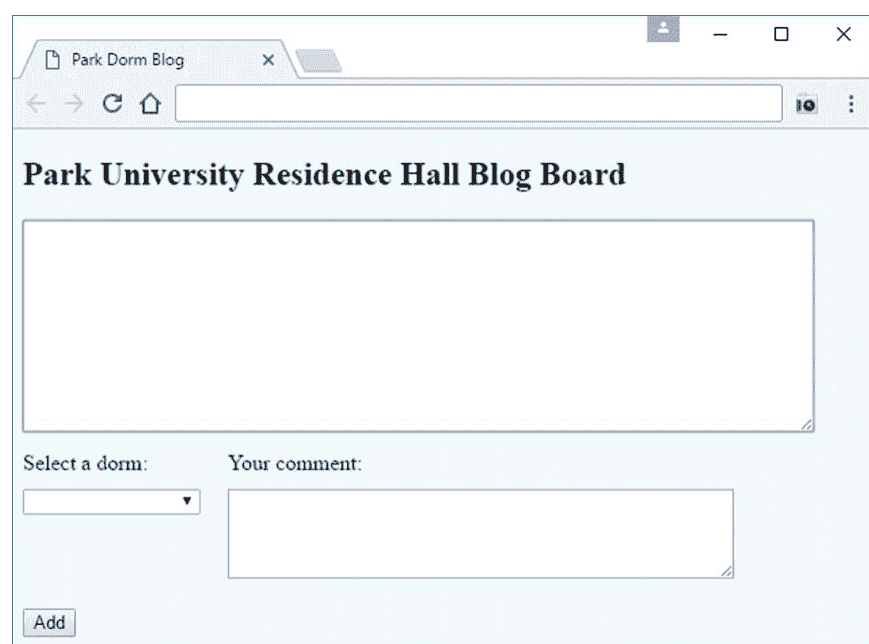 Park Dorm Blog
Park University Residence Hall Blog Board
Select a dorm: Your comment:
Add